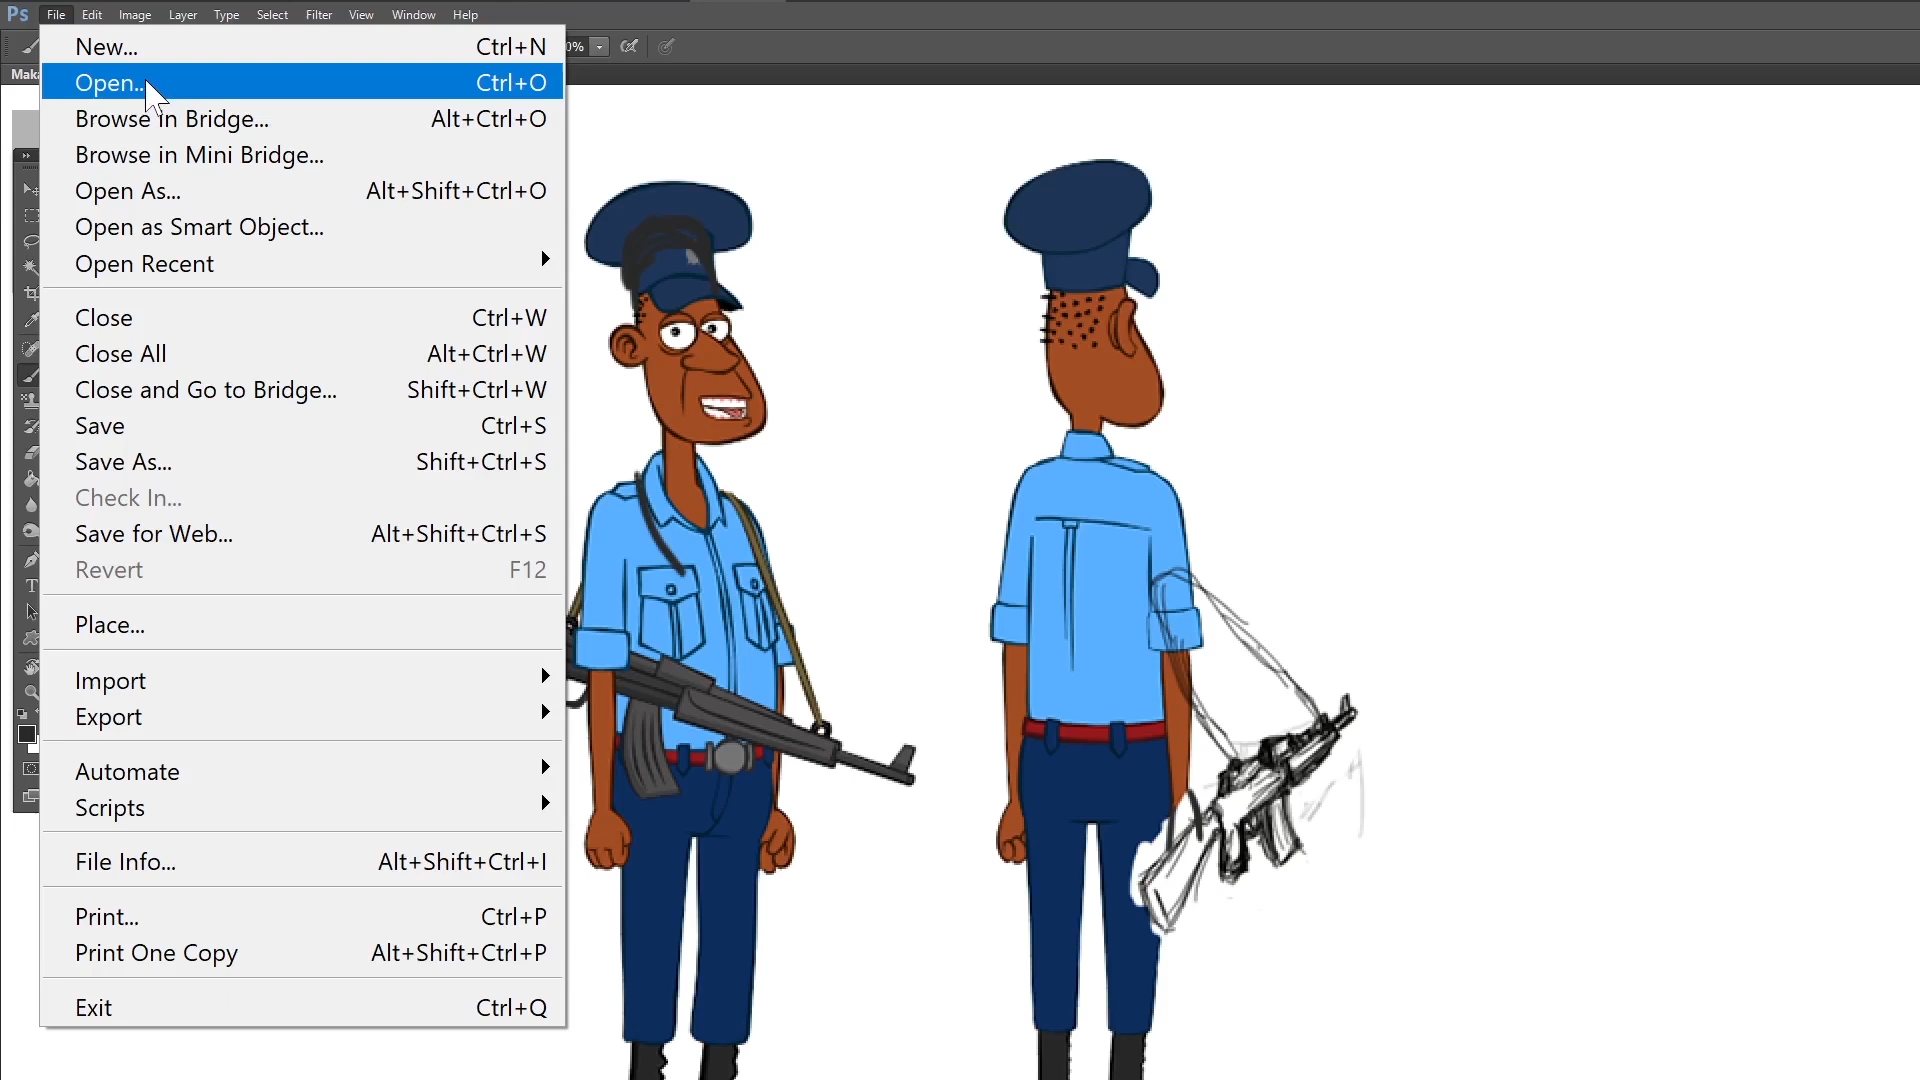 Ps File Edit Image Layer Type Select Filter View Window Help
0%
Maka
New... Ctrl+N
Open... Ctrl+O
Browse in Bridge... Alt+Ctrl+O
Browse in Mini Bridge...
Open As... Alt+Shift+Ctrl+O
Open as Smart Object...
Open Recent
Close Ctrl+W
Close All Alt+Ctrl+W
Close and Go to Bridge... Shift+Ctrl+W
Save Ctrl+S
Save As... Shift+Ctrl+S
Check In...
Save for Web... Alt+Shift+Ctrl+S
Revert F12
Place...
Import
Export
Automate
Scripts
File Info... Alt+Shift+Ctrl+I
Print... Ctrl+P
Print One Copy Alt+Shift+Ctrl+P
Exit Ctrl+Q